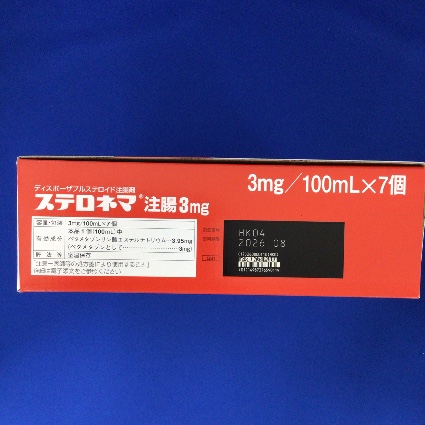 ディスポーザブルステロイド注腸剤
ステロネマ®注腸3mg
3mg/100mL×7個
容量・包装 3mg/100mL×7個
本品1個(100mL)中
有効成分 ベタメタゾンリン酸エステルナトリウム…3.95mg
(ベタメタゾンとして 3mg)
貯法等 室温保存
HK04
2026.08